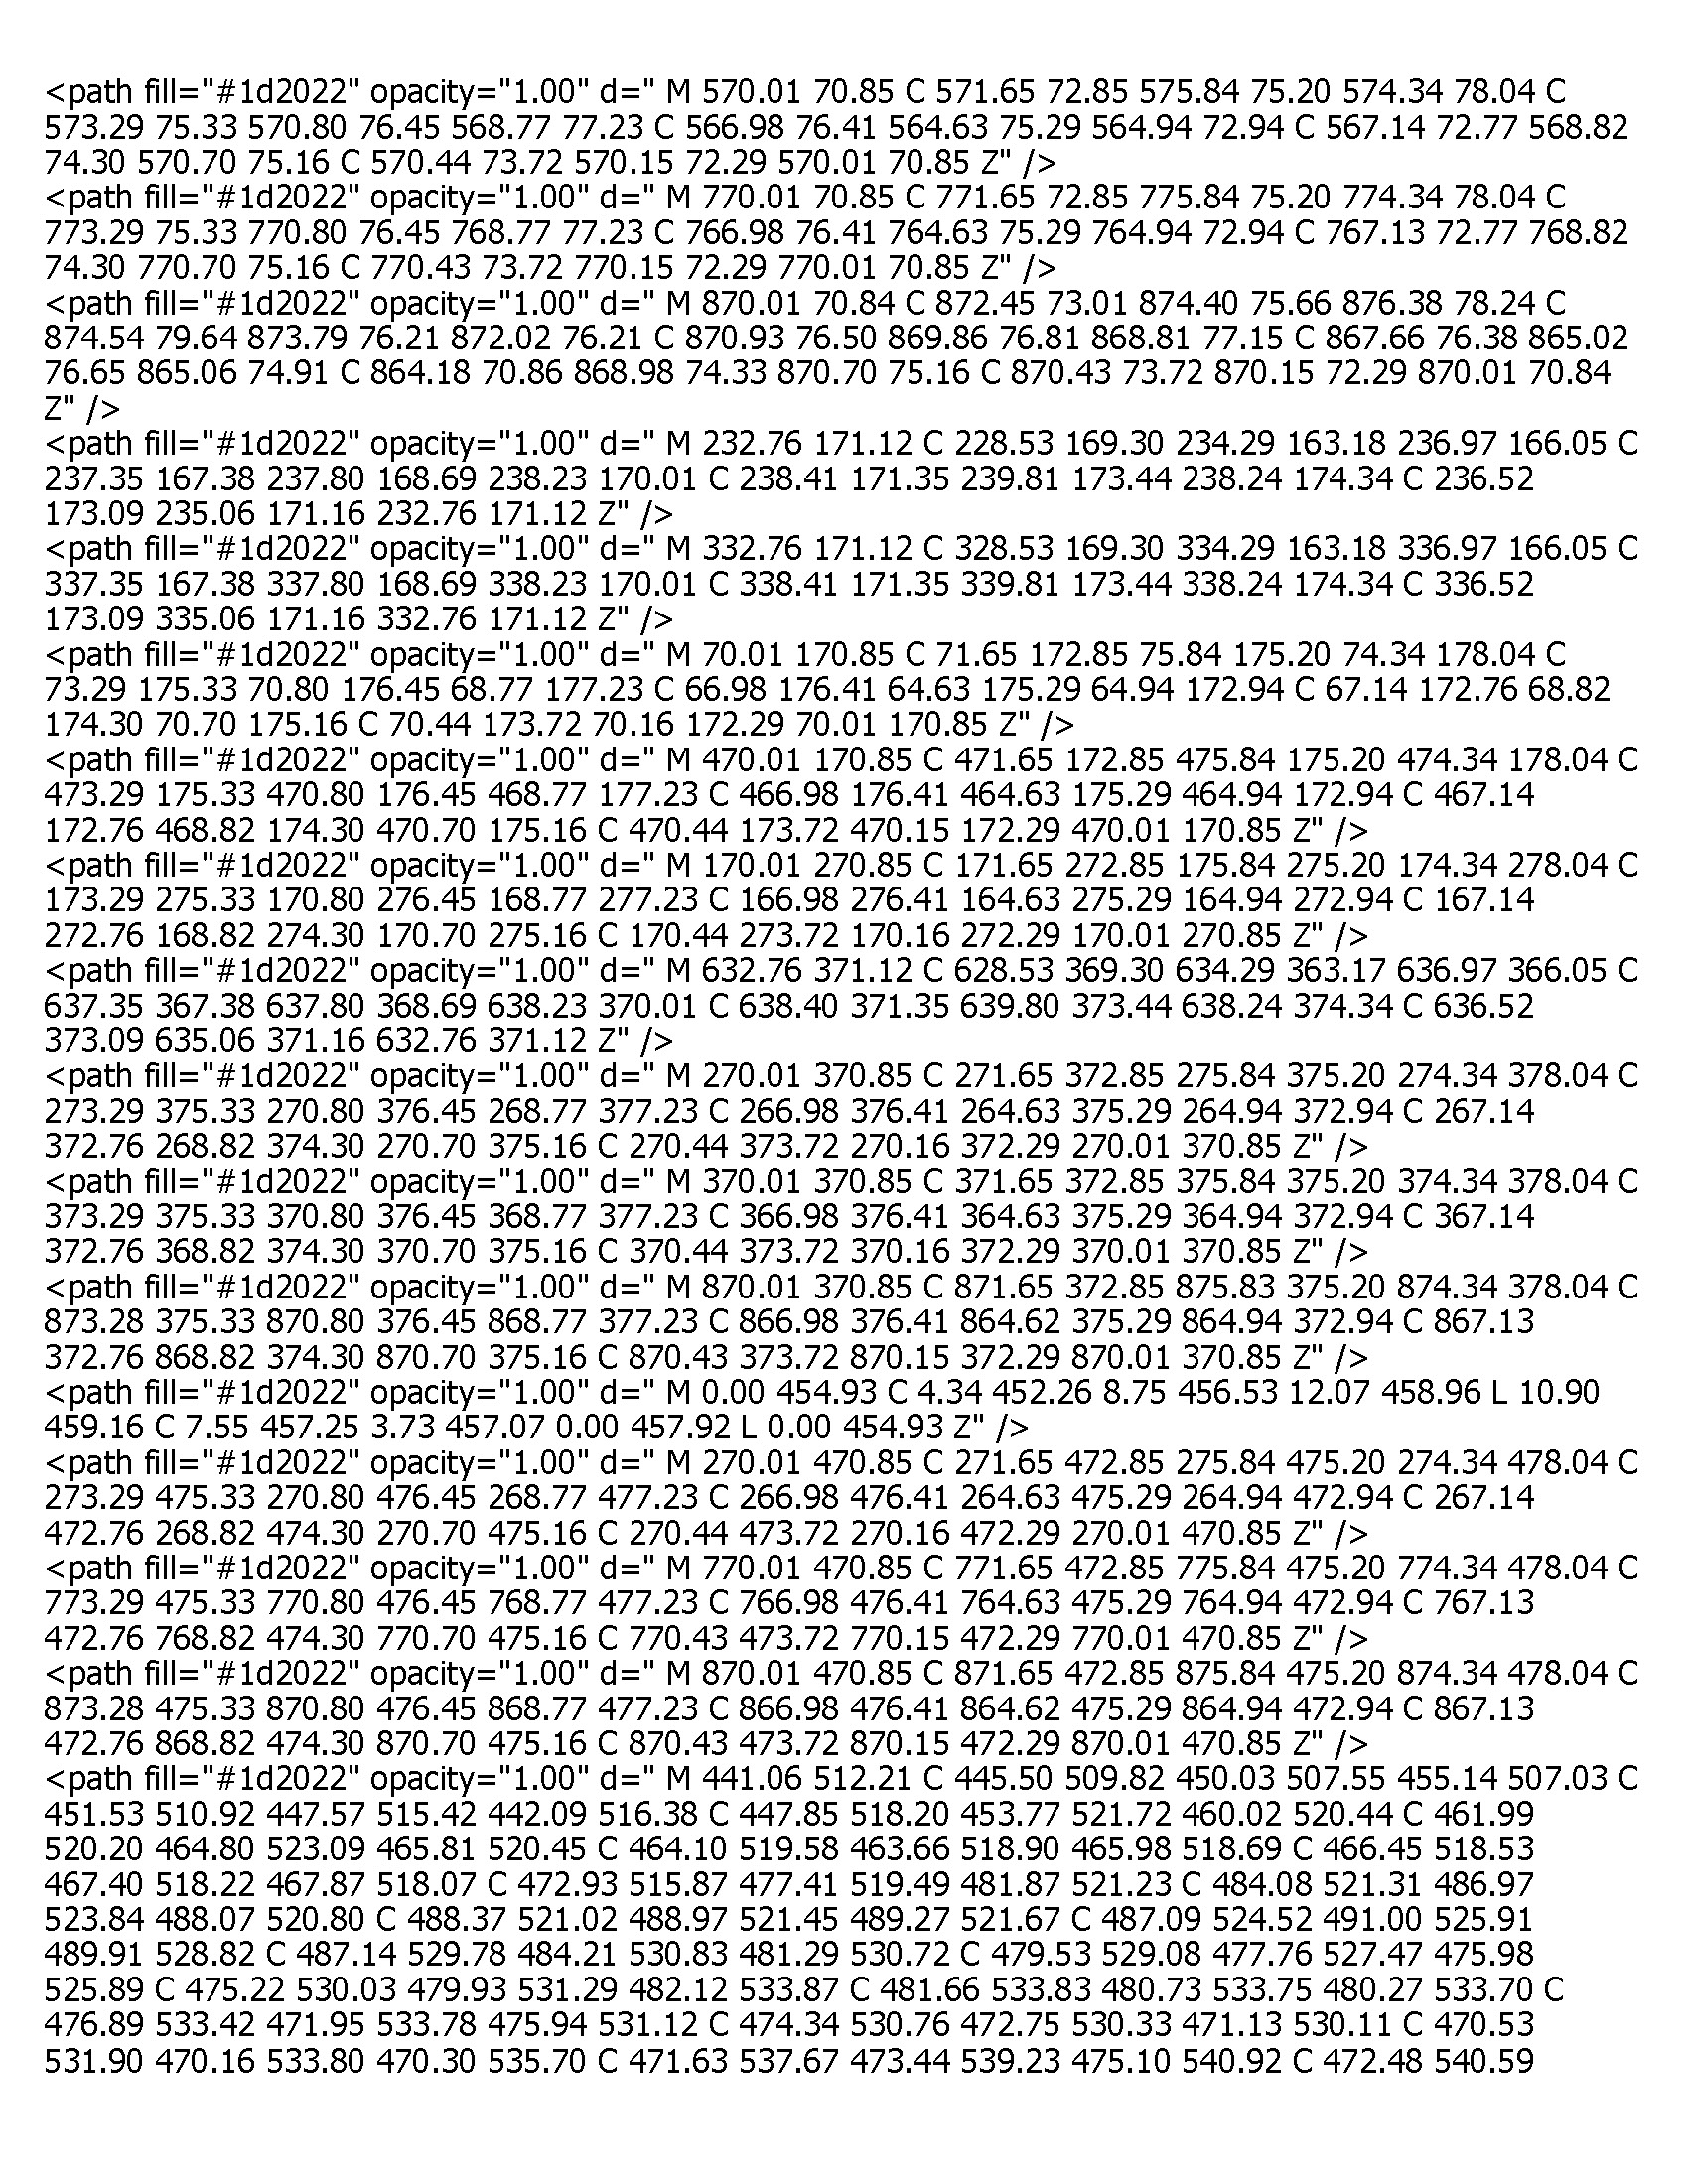 <path fill="#1d2022" opacity="1.00" d=" M 570.01 70.85 C 571.65 72.85 575.84 75.20 574.34 78.04 C
573.29 75.33 570.80 76.45 568.77 77.23 C 566.98 76.41 564.63 75.29 564.94 72.94 C 567.14 72.77 568.82
74.30 570.70 75.16 C 570.44 73.72 570.15 72.29 570.01 70.85 Z" />
<path fill="#1d2022" opacity="1.00" d=" M 770.01 70.85 C 771.65 72.85 775.84 75.20 774.34 78.04 C
773.29 75.33 770.80 76.45 768.77 77.23 C 766.98 76.41 764.63 75.29 764.94 72.94 C 767.13 72.77 768.82
74.30 770.70 75.16 C 770.43 73.72 770.15 72.29 770.01 70.85 Z" />
<path fill="#1d2022" opacity="1.00" d=" M 870.01 70.84 C 872.45 73.01 874.40 75.66 876.38 78.24 C
874.54 79.64 873.79 76.21 872.02 76.21 C 870.93 76.50 869.86 76.81 868.81 77.15 C 867.66 76.38 865.02
76.65 865.06 74.91 C 864.18 70.86 868.98 74.33 870.70 75.16 C 870.43 73.72 870.15 72.29 870.01 70.84
Z" />
<path fill="#1d2022" opacity="1.00" d=" M 232.76 171.12 C 228.53 169.30 234.29 163.18 236.97 166.05 C
237.35 167.38 237.80 168.69 238.23 170.01 C 238.41 171.35 239.81 173.44 238.24 174.34 C 236.52
173.09 235.06 171.16 232.76 171.12 Z" />
<path fill="#1d2022" opacity="1.00" d=" M 332.76 171.12 C 328.53 169.30 334.29 163.18 336.97 166.05 C
337.35 167.38 337.80 168.69 338.23 170.01 C 338.41 171.35 339.81 173.44 338.24 174.34 C 336.52
173.09 335.06 171.16 332.76 171.12 Z" />
<path fill="#1d2022" opacity="1.00" d=" M 70.01 170.85 C 71.65 172.85 75.84 175.20 74.34 178.04 C
73.29 175.33 70.80 176.45 68.77 177.23 C 66.98 176.41 64.63 175.29 64.94 172.94 C 67.14 172.76 68.82
174.30 70.70 175.16 C 70.44 173.72 70.16 172.29 70.01 170.85 Z" />
<path fill="#1d2022" opacity="1.00" d=" M 470.01 170.85 C 471.65 172.85 475.84 175.20 474.34 178.04 C
473.29 175.33 470.80 176.45 468.77 177.23 C 466.98 176.41 464.63 175.29 464.94 172.94 C 467.14
172.76 468.82 174.30 470.70 175.16 C 470.44 173.72 470.15 172.29 470.01 170.85 Z" />
<path fill="#1d2022" opacity="1.00" d=" M 170.01 270.85 C 171.65 272.85 175.84 275.20 174.34 278.04 C
173.29 275.33 170.80 276.45 168.77 277.23 C 166.98 276.41 164.63 275.29 164.94 272.94 C 167.14
272.76 168.82 274.30 170.70 275.16 C 170.44 273.72 170.16 272.29 170.01 270.85 Z" />
<path fill="#1d2022" opacity="1.00" d=" M 632.76 371.12 C 628.53 369.30 634.29 363.17 636.97 366.05 C
637.35 367.38 637.80 368.69 638.23 370.01 C 638.40 371.35 639.80 373.44 638.24 374.34 C 636.52
373.09 635.06 371.16 632.76 371.12 Z" />
<path fill="#1d2022" opacity="1.00" d=" M 270.01 370.85 C 271.65 372.85 275.84 375.20 274.34 378.04 C
273.29 375.33 270.80 376.45 268.77 377.23 C 266.98 376.41 264.63 375.29 264.94 372.94 C 267.14
372.76 268.82 374.30 270.70 375.16 C 270.44 373.72 270.16 372.29 270.01 370.85 Z" />
<path fill="#1d2022" opacity="1.00" d=" M 370.01 370.85 C 371.65 372.85 375.84 375.20 374.34 378.04 C
373.29 375.33 370.80 376.45 368.77 377.23 C 366.98 376.41 364.63 375.29 364.94 372.94 C 367.14
372.76 368.82 374.30 370.70 375.16 C 370.44 373.72 370.16 372.29 370.01 370.85 Z" />
<path fill="#1d2022" opacity="1.00" d=" M 870.01 370.85 C 871.65 372.85 875.83 375.20 874.34 378.04 C
873.28 375.33 870.80 376.45 868.77 377.23 C 866.98 376.41 864.62 375.29 864.94 372.94 C 867.13
372.76 868.82 374.30 870.70 375.16 C 870.43 373.72 870.15 372.29 870.01 370.85 Z" />
<path fill="#1d2022" opacity="1.00" d=" M 0.00 454.93 C 4.34 452.26 8.75 456.53 12.07 458.96 L 10.90
459.16 C 7.55 457.25 3.73 457.07 0.00 457.92 L 0.00 454.93 Z" />
<path fill="#1d2022" opacity="1.00" d=" M 270.01 470.85 C 271.65 472.85 275.84 475.20 274.34 478.04 C
273.29 475.33 270.80 476.45 268.77 477.23 C 266.98 476.41 264.63 475.29 264.94 472.94 C 267.14
472.76 268.82 474.30 270.70 475.16 C 270.44 473.72 270.16 472.29 270.01 470.85 Z" />
<path fill="#1d2022" opacity="1.00" d=" M 770.01 470.85 C 771.65 472.85 775.84 475.20 774.34 478.04 C
773.29 475.33 770.80 476.45 768.77 477.23 C 766.98 476.41 764.63 475.29 764.94 472.94 C 767.13
472.76 768.82 474.30 770.70 475.16 C 770.43 473.72 770.15 472.29 770.01 470.85 Z" />
<path fill="#1d2022" opacity="1.00" d=" M 870.01 470.85 C 871.65 472.85 875.84 475.20 874.34 478.04 C
873.28 475.33 870.80 476.45 868.77 477.23 C 866.98 476.41 864.62 475.29 864.94 472.94 C 867.13
472.76 868.82 474.30 870.70 475.16 C 870.43 473.72 870.15 472.29 870.01 470.85 Z" />
<path fill="#1d2022" opacity="1.00" d=" M 441.06 512.21 C 445.50 509.82 450.03 507.55 455.14 507.03 C
451.53 510.92 447.57 515.42 442.09 516.38 C 447.85 518.20 453.77 521.72 460.02 520.44 C 461.99
520.20 464.80 523.09 465.81 520.45 C 464.10 519.58 463.66 518.90 465.98 518.69 C 466.45 518.53
467.40 518.22 467.87 518.07 C 472.93 515.87 477.41 519.49 481.87 521.23 C 484.08 521.31 486.97
523.84 488.07 520.80 C 488.37 521.02 488.97 521.45 489.27 521.67 C 487.09 524.52 491.00 525.91
489.91 528.82 C 487.14 529.78 484.21 530.83 481.29 530.72 C 479.53 529.08 477.76 527.47 475.98
525.89 C 475.22 530.03 479.93 531.29 482.12 533.87 C 481.66 533.83 480.73 533.75 480.27 533.70 C
476.89 533.42 471.95 533.78 475.94 531.12 C 474.34 530.76 472.75 530.33 471.13 530.11 C 470.53
531.90 470.16 533.80 470.30 535.70 C 471.63 537.67 473.44 539.23 475.10 540.92 C 472.48 540.59